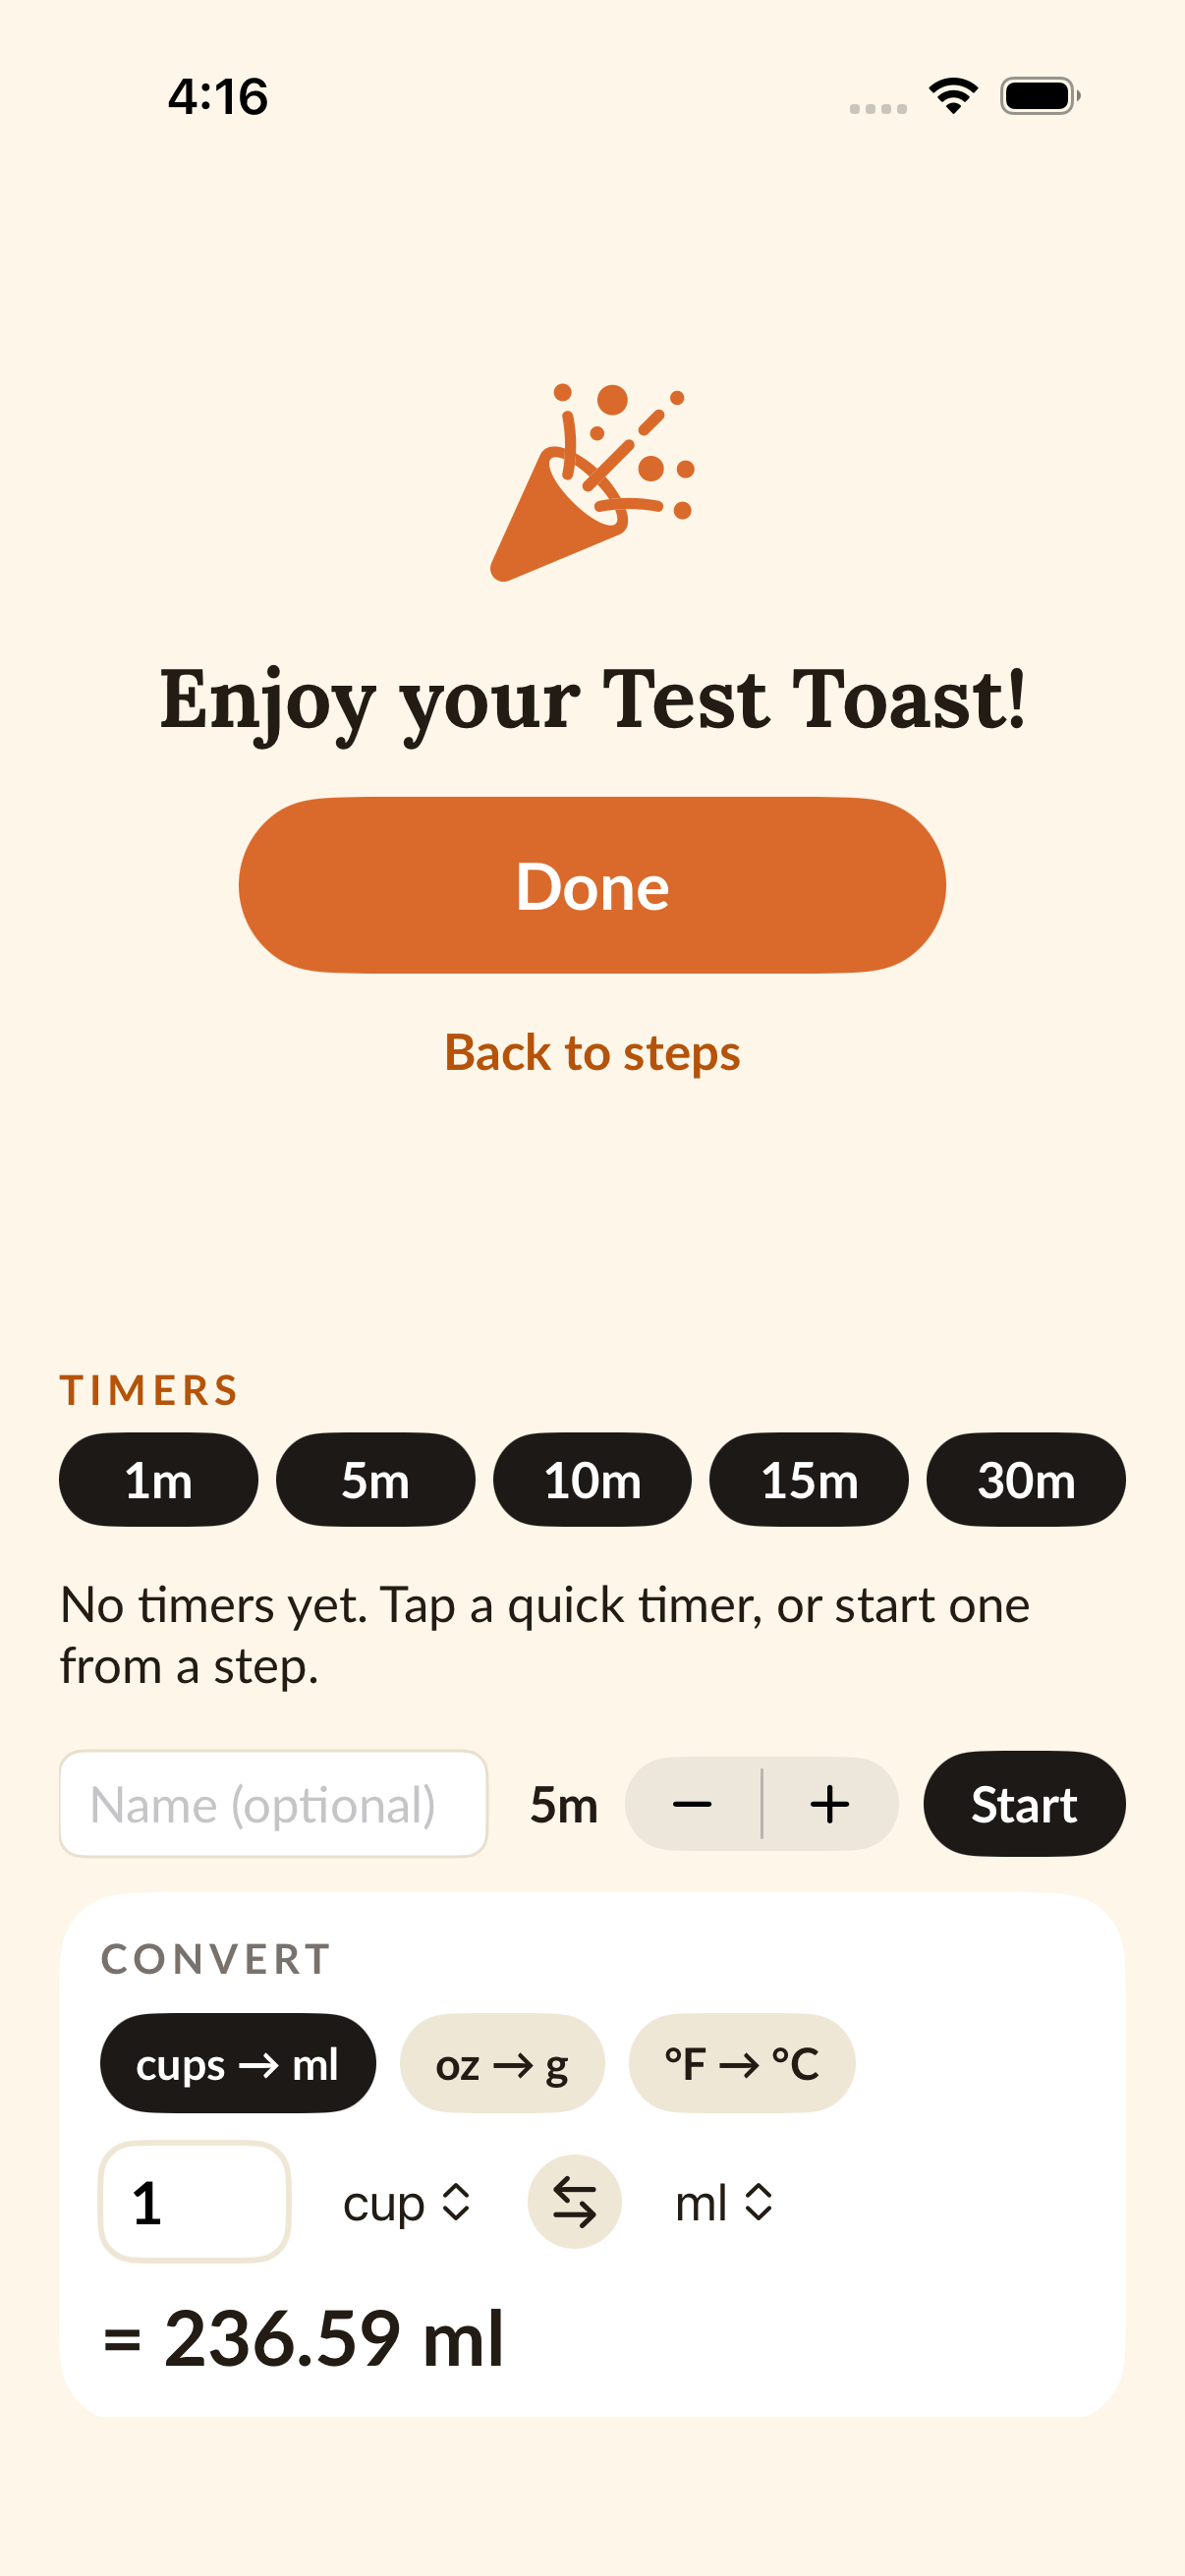 4:16
Enjoy your Test Toast!
Done
Back to steps
TIMERS
1m 5m 10m 15m 30m
No timers yet. Tap a quick timer, or start one
from a step.
Name (optional) 5m − + Start
CONVERT
cups → ml oz → g °F → °C
1 cup ml
= 236.59 ml